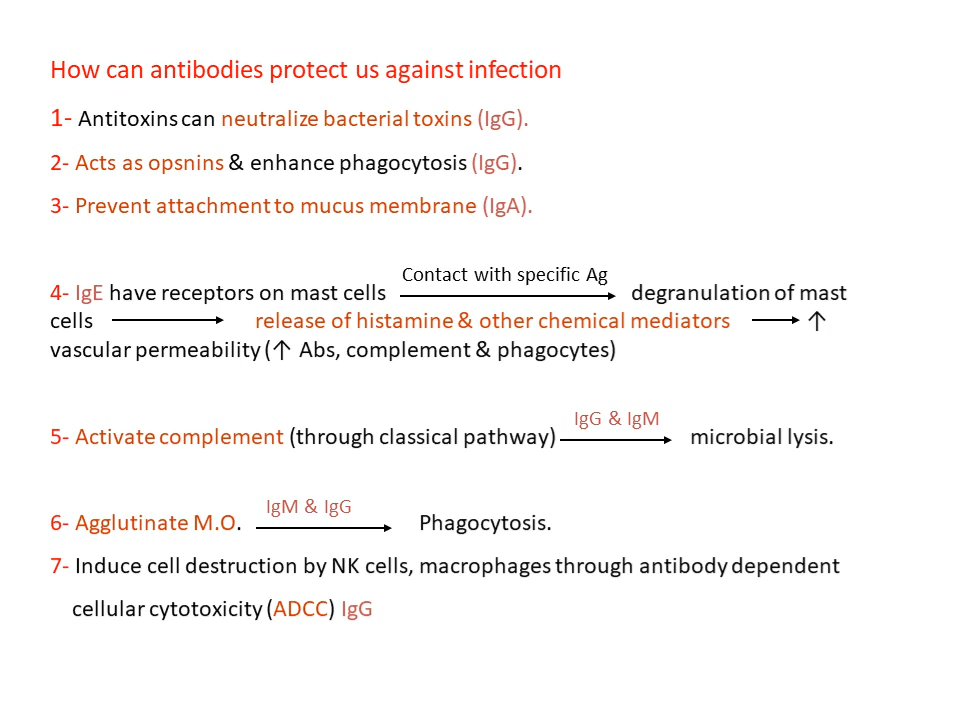 How can antibodies protect us against infection
1- Antitoxins can neutralize bacterial toxins (IgG).
2- Acts as opsnins & enhance phagocytosis (IgG).
3- Prevent attachment to mucus membrane (IgA).
Contact with specific Ag
4- IgE have receptors on mast cells → degranulation of mast
cells → release of histamine & other chemical mediators → ↑
vascular permeability (↑ Abs, complement & phagocytes)
IgG & IgM
5- Activate complement (through classical pathway) → microbial lysis.
IgM & IgG
6- Agglutinate M.O. → Phagocytosis.
7- Induce cell destruction by NK cells, macrophages through antibody dependent
cellular cytotoxicity (ADCC) IgG